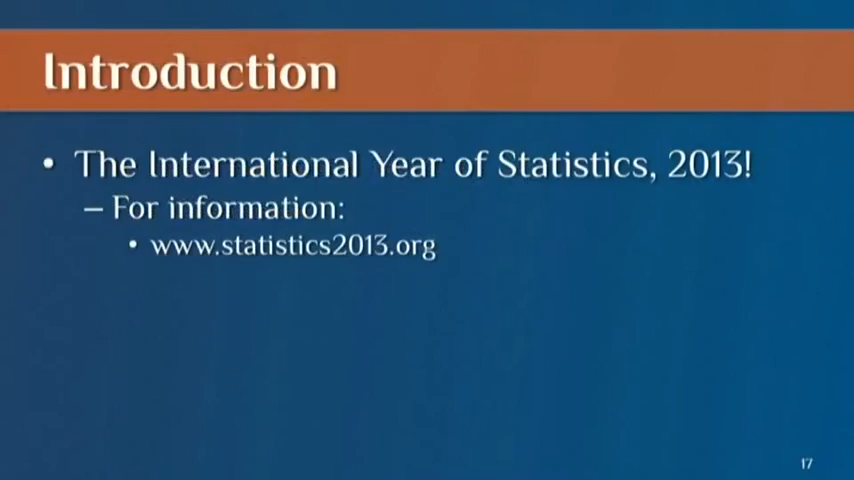 Introduction
• The International Year of Statistics, 2013!
– For information:
• www.statistics2013.org
17